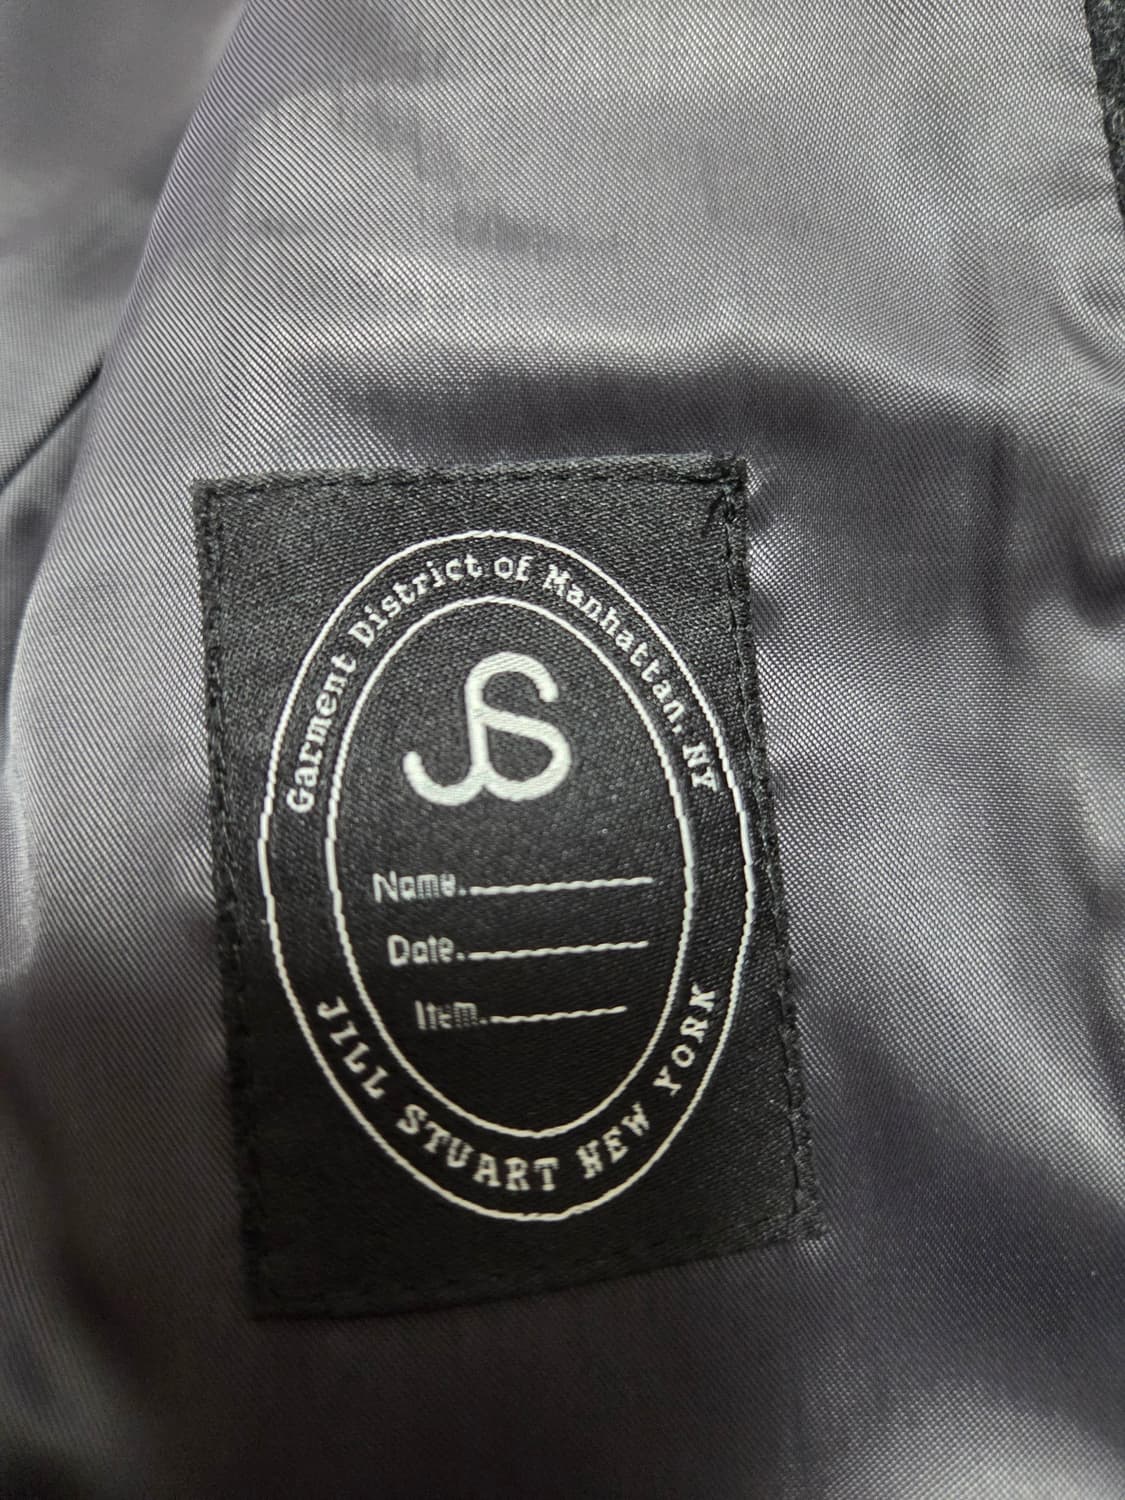 Garment District of Manhattan, NY
JS
Name.
Date.
Item.
JILL STUART NEW YORK